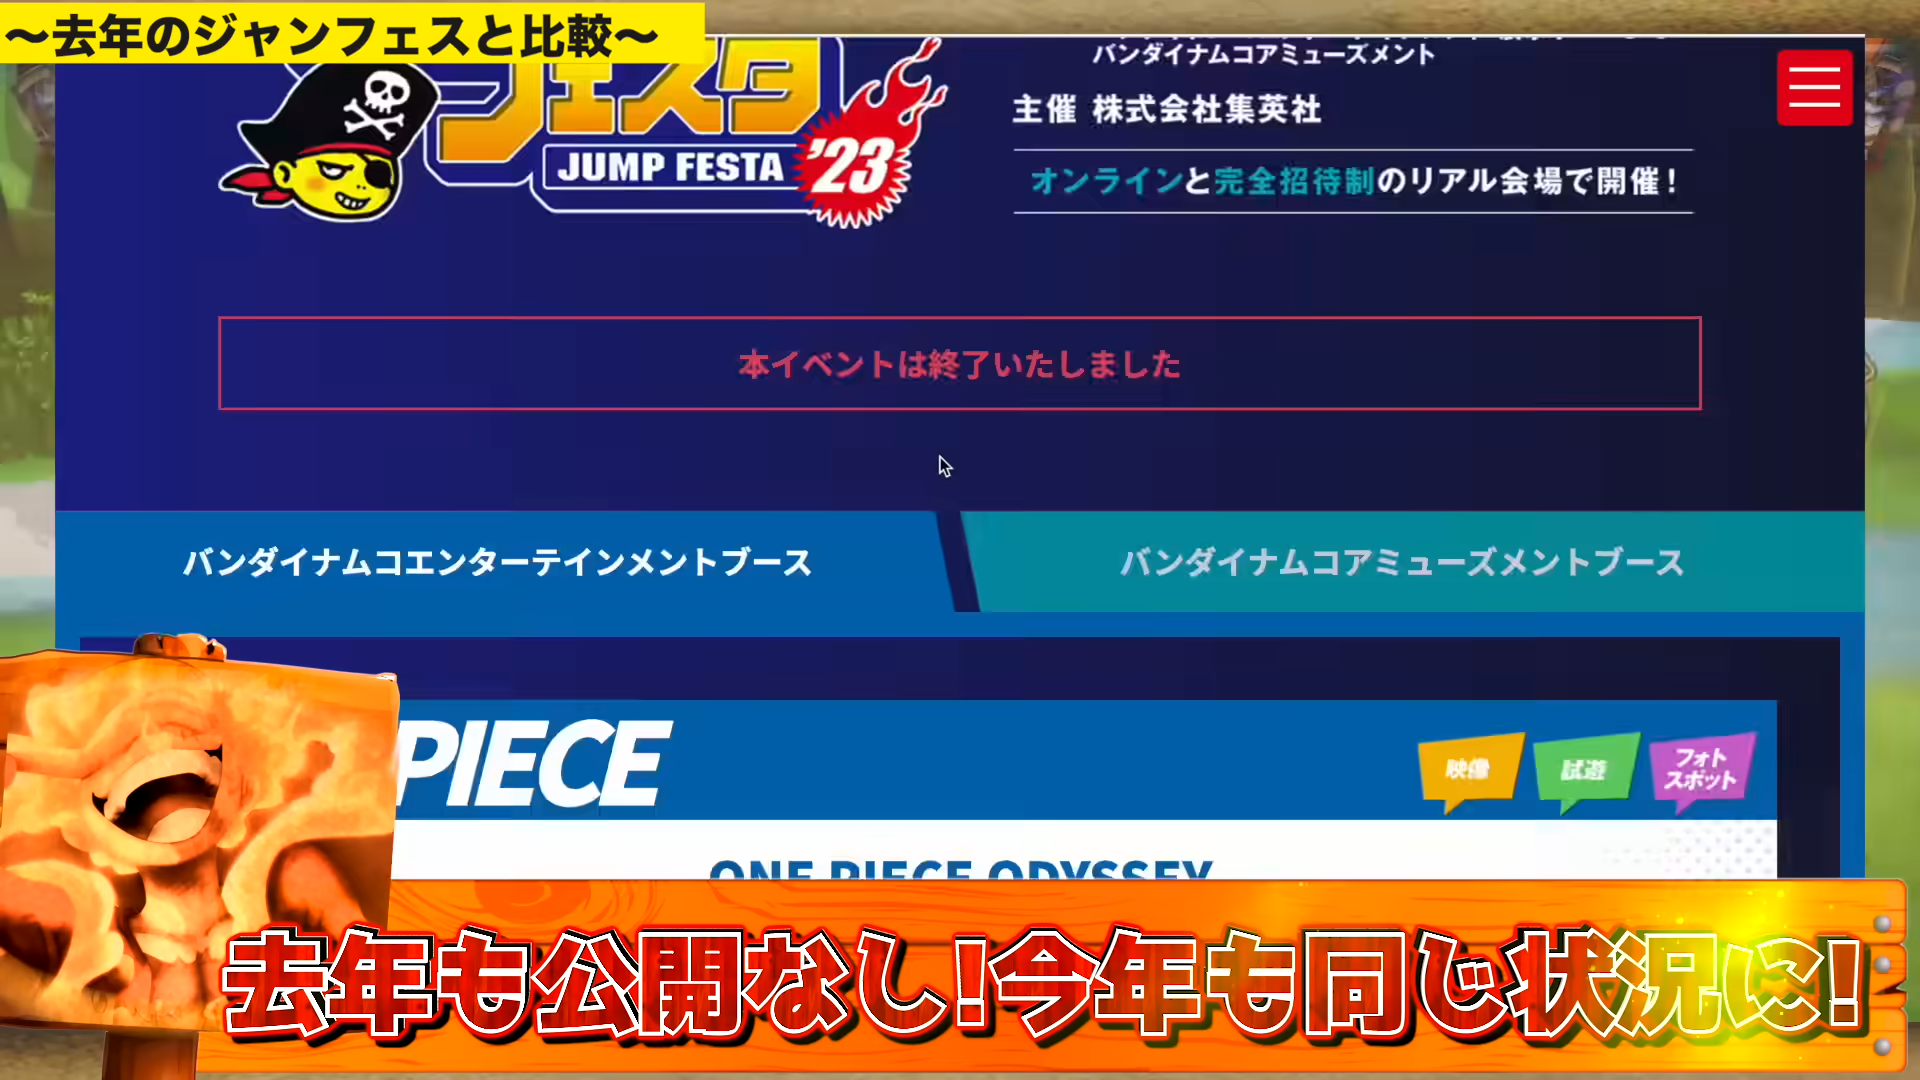 〜去年のジャンフェスと比較〜
バンダイナムコアミューズメント
フェスタ
JUMP FESTA
'23
主催 株式会社集英社
オンラインと完全招待制のリアル会場で開催!
本イベントは終了いたしました
バンダイナムコエンターテインメントブース
バンダイナムコアミューズメントブース
PIECE
映像
試遊
フォト
スポット
ONE PIECE ODYSSEY
去年も公開なし!今年も同じ状況に!